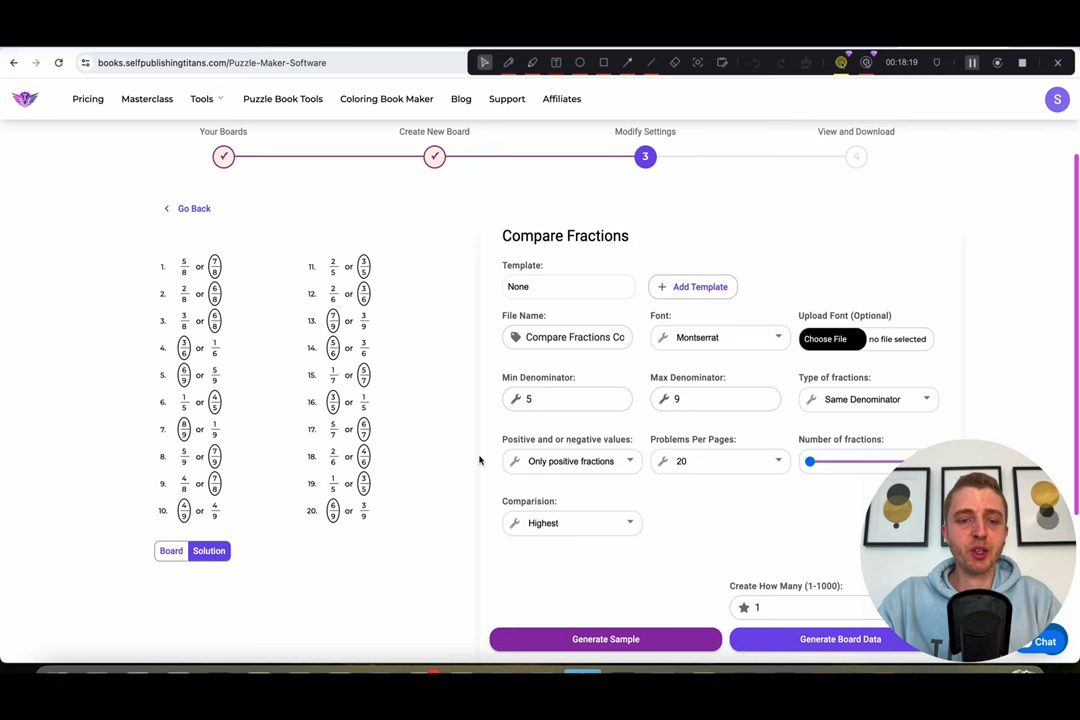 books.selfpublishingtitans.com/Puzzle-Maker-Software
00:18:19
Pricing Masterclass Tools Puzzle Book Tools Coloring Book Maker Blog Support Affiliates S
Your Boards Create New Board Modify Settings View and Download
3 4
Go Back
Compare Fractions
Template:
None + Add Template
File Name: Font: Upload Font (Optional)
Compare Fractions Co Montserrat Choose File no file selected
Min Denominator: Max Denominator: Type of fractions:
5 9 Same Denominator
Positive and or negative values: Problems Per Pages: Number of fractions:
Only positive fractions 20
Comparision:
Highest
1. 5/8 or 7/8
2. 2/8 or 6/8
3. 3/8 or 6/8
4. 3/6 or 1/6
5. 6/9 or 5/9
6. 1/5 or 4/5
7. 8/9 or 1/9
8. 5/9 or 7/9
9. 4/8 or 7/8
10. 4/9 or 4/9
11. 2/5 or 3/5
12. 2/6 or 3/6
13. 7/9 or 3/9
14. 5/6 or 3/6
15. 1/7 or 5/7
16. 3/5 or 1/5
17. 5/7 or 6/7
18. 2/6 or 4/6
19. 1/5 or 3/5
20. 6/9 or 3/9
Board Solution
Create How Many (1-1000):
1
Generate Sample Generate Board Data
Chat